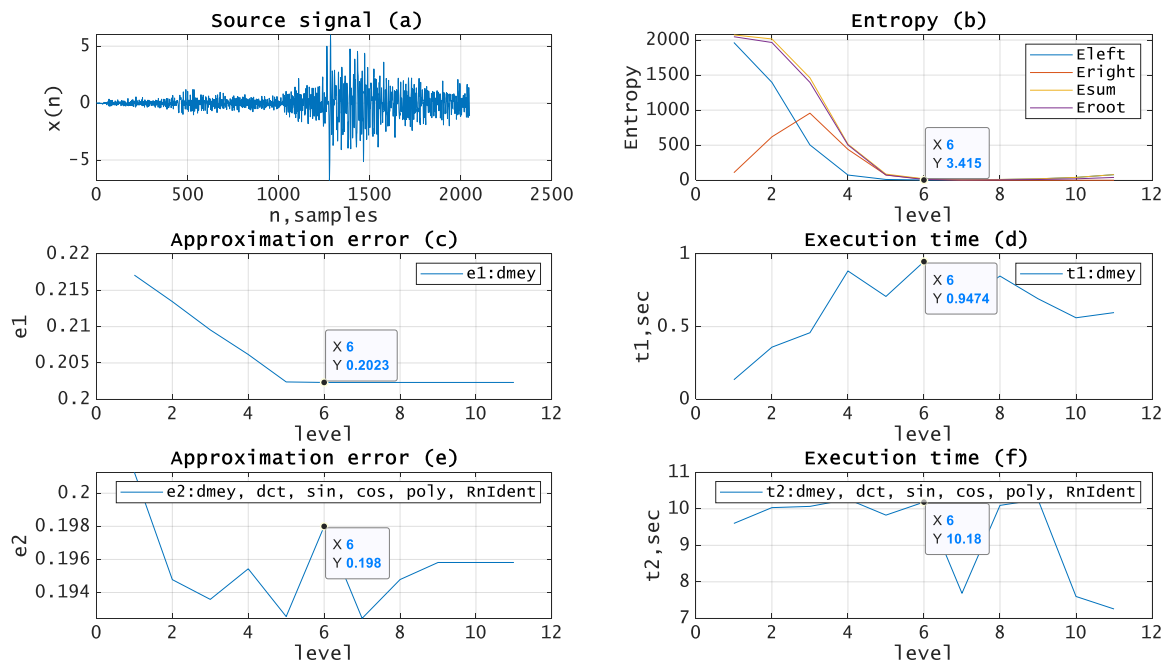 Source signal (a)
5
0
-5
x(n)
0 500 1000 1500 2000 2500
n,samples
Entropy (b)
2000
1500
1000
500
0
Entropy
Eleft
Eright
Esum
Eroot
X 6
Y 3.415
0 2 4 6 8 10 12
level
Approximation error (c)
0.22
0.215
0.21
0.205
0.2
e1
e1:dmey
X 6
Y 0.2023
0 2 4 6 8 10 12
level
Execution time (d)
1
0.5
0
t1,sec
t1:dmey
X 6
Y 0.9474
0 2 4 6 8 10 12
level
Approximation error (e)
0.2
0.198
0.196
0.194
e2
e2:dmey, dct, sin, cos, poly, RnIdent
X 6
Y 0.198
0 2 4 6 8 10 12
level
Execution time (f)
11
10
9
8
7
t2,sec
t2:dmey, dct, sin, cos, poly, RnIdent
X 6
Y 10.18
0 2 4 6 8 10 12
level